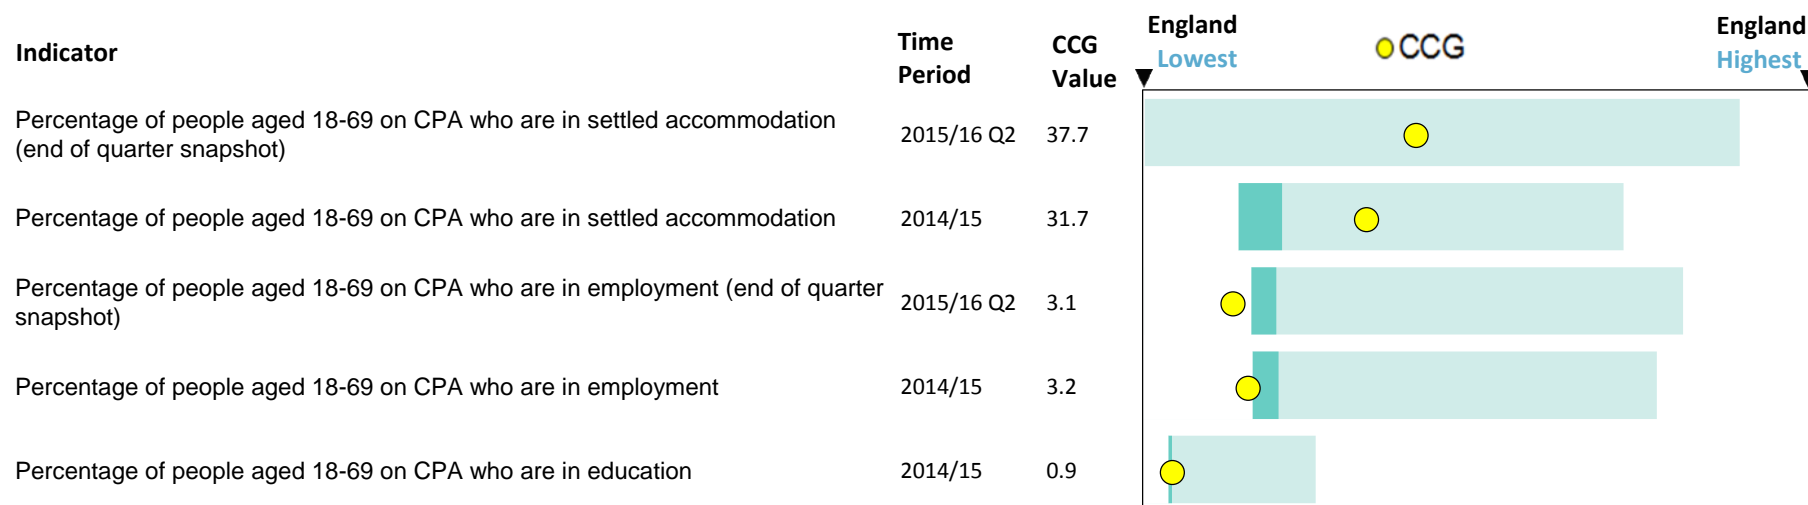 Indicator
Time Period
CCG Value
England Lowest
CCG
England Highest
Percentage of people aged 18-69 on CPA who are in settled accommodation
(end of quarter snapshot)
2015/16 Q2
37.7
Percentage of people aged 18-69 on CPA who are in settled accommodation
2014/15
31.7
Percentage of people aged 18-69 on CPA who are in employment (end of quarter
snapshot)
2015/16 Q2
3.1
Percentage of people aged 18-69 on CPA who are in employment
2014/15
3.2
Percentage of people aged 18-69 on CPA who are in education
2014/15
0.9